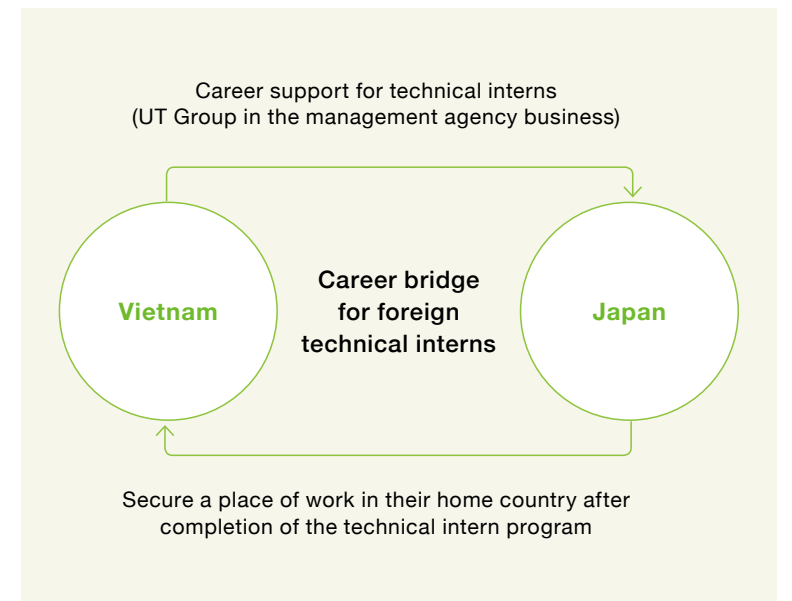 Career support for technical interns
(UT Group in the management agency business)
Vietnam
Career bridge
for foreign
technical interns
Japan
Secure a place of work in their home country after
completion of the technical intern program